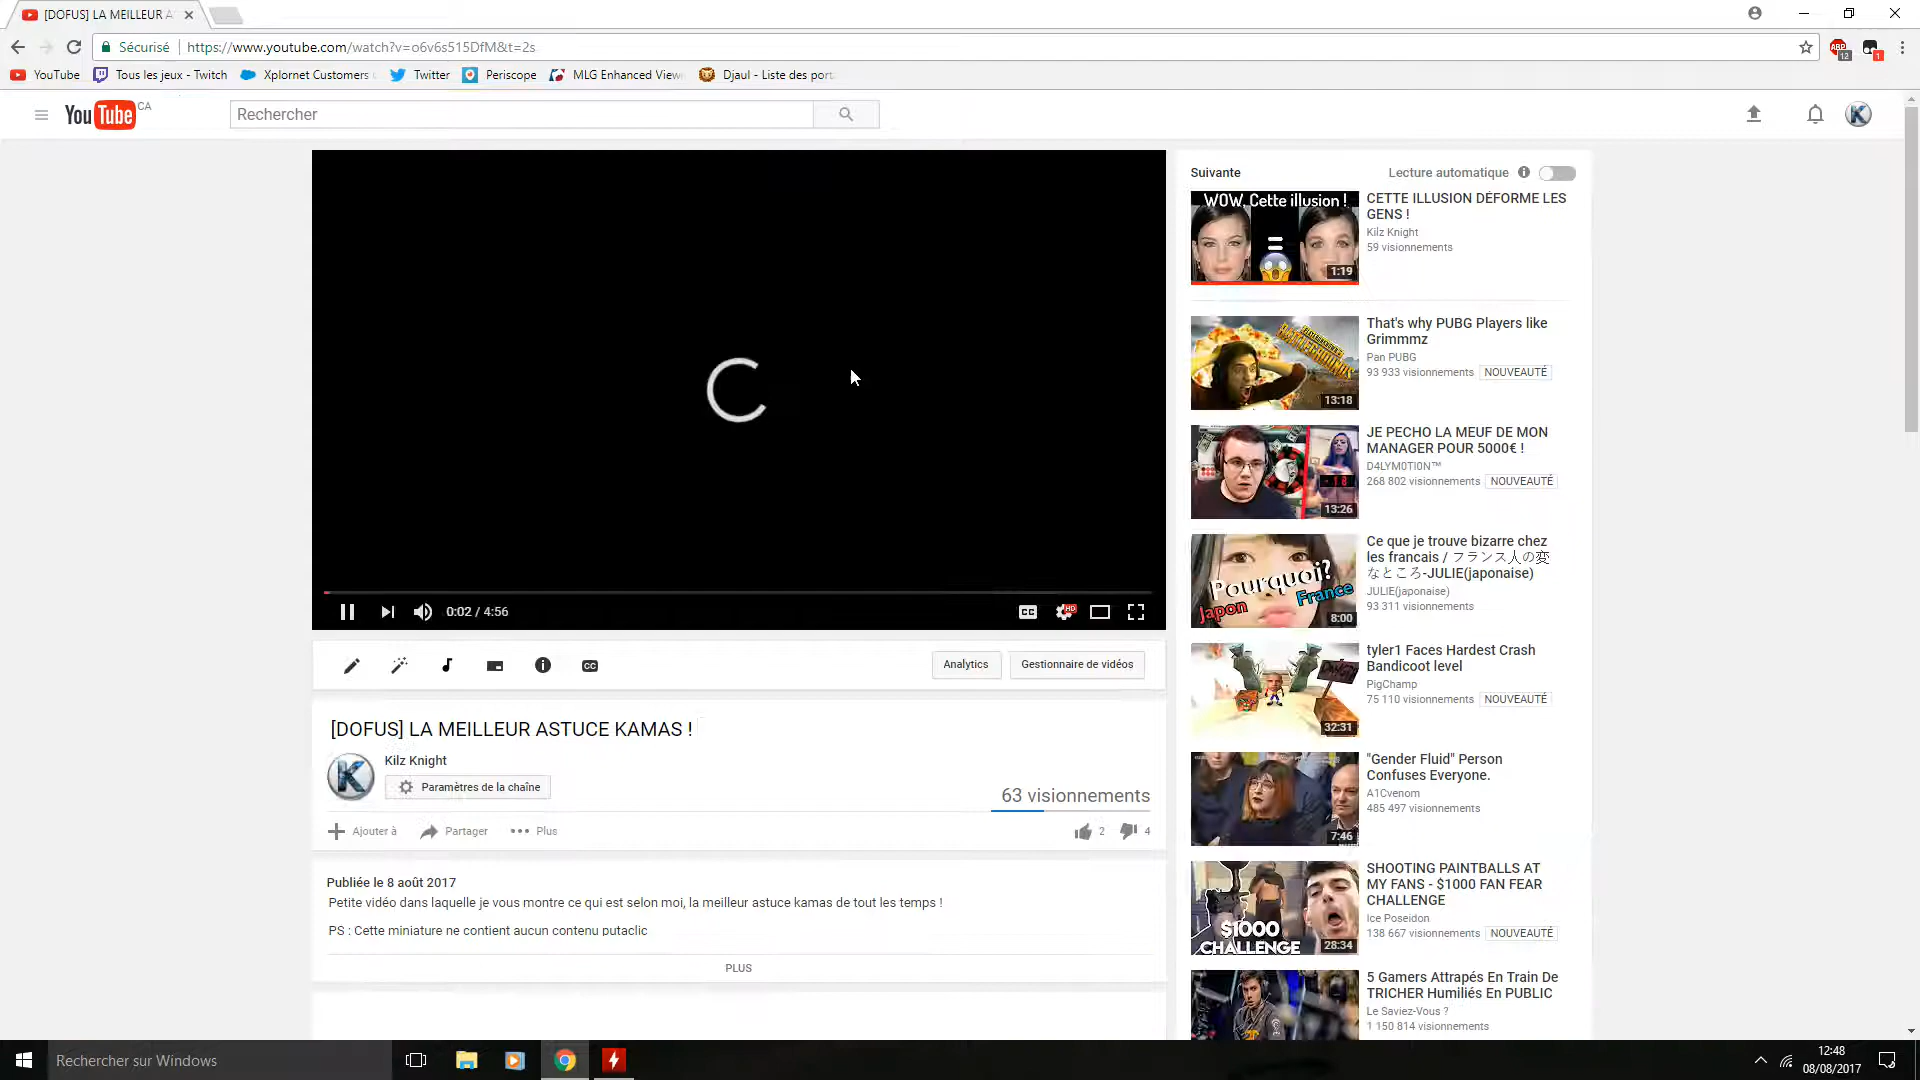 [DOFUS] LA MEILLEUR A
Sécurisé
https://www.youtube.com/watch?v=o6v6s515DfM&t=2s
ABP
12
1
YouTube
Tous les jeux - Twitch
Xplornet Customers
Twitter
Periscope
MLG Enhanced View
Djaul - Liste des port
YouTube CA
Rechercher
K
Suivante
Lecture automatique
WOW, Cette illusion !
=
1:19
CETTE ILLUSION DÉFORME LES
GENS !
Kilz Knight
59 visionnements
BATTLEGROUNDS
13:18
That's why PUBG Players like
Grimmmz
Pan PUBG
93 933 visionnements
NOUVEAUTÉ
13:26
JE PECHO LA MEUF DE MON
MANAGER POUR 5000€ !
D4LYM0TI0N™
268 802 visionnements
NOUVEAUTÉ
Pourquoi?
Japon
France
8:00
Ce que je trouve bizarre chez
les francais / フランス人の変
なところ-JULIE(japonaise)
JULIE(japonaise)
93 311 visionnements
32:31
tyler1 Faces Hardest Crash
Bandicoot level
PigChamp
75 110 visionnements
NOUVEAUTÉ
7:46
"Gender Fluid" Person
Confuses Everyone.
A1Cvenom
485 497 visionnements
$1000
CHALLENGE
28:34
SHOOTING PAINTBALLS AT
MY FANS - $1000 FAN FEAR
CHALLENGE
Ice Poseidon
138 667 visionnements
NOUVEAUTÉ
5 Gamers Attrapés En Train De
TRICHER Humiliés En PUBLIC
Le Saviez-Vous ?
1 150 814 visionnements
0:02 / 4:56
CC
HD
CC
Analytics
Gestionnaire de vidéos
[DOFUS] LA MEILLEUR ASTUCE KAMAS !
K
Kilz Knight
Paramètres de la chaîne
63 visionnements
Ajouter à
Partager
Plus
2
4
Publiée le 8 août 2017
Petite vidéo dans laquelle je vous montre ce qui est selon moi, la meilleur astuce kamas de tout les temps !
PS : Cette miniature ne contient aucun contenu putaclic
PLUS
Rechercher sur Windows
12:48
08/08/2017